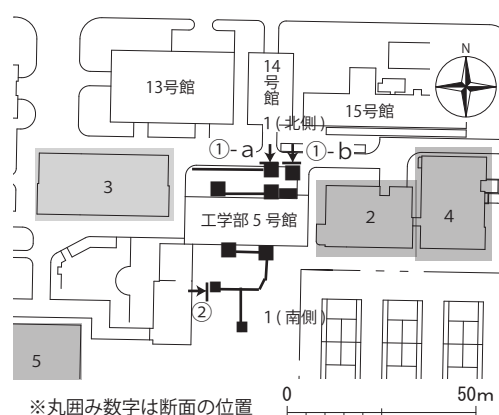 13号館
14号館
N
15号館
1(北側)
①-a
①-b
3
工学部5号館
2
4
②
1(南側)
5
※丸囲み数字は断面の位置
0 50m